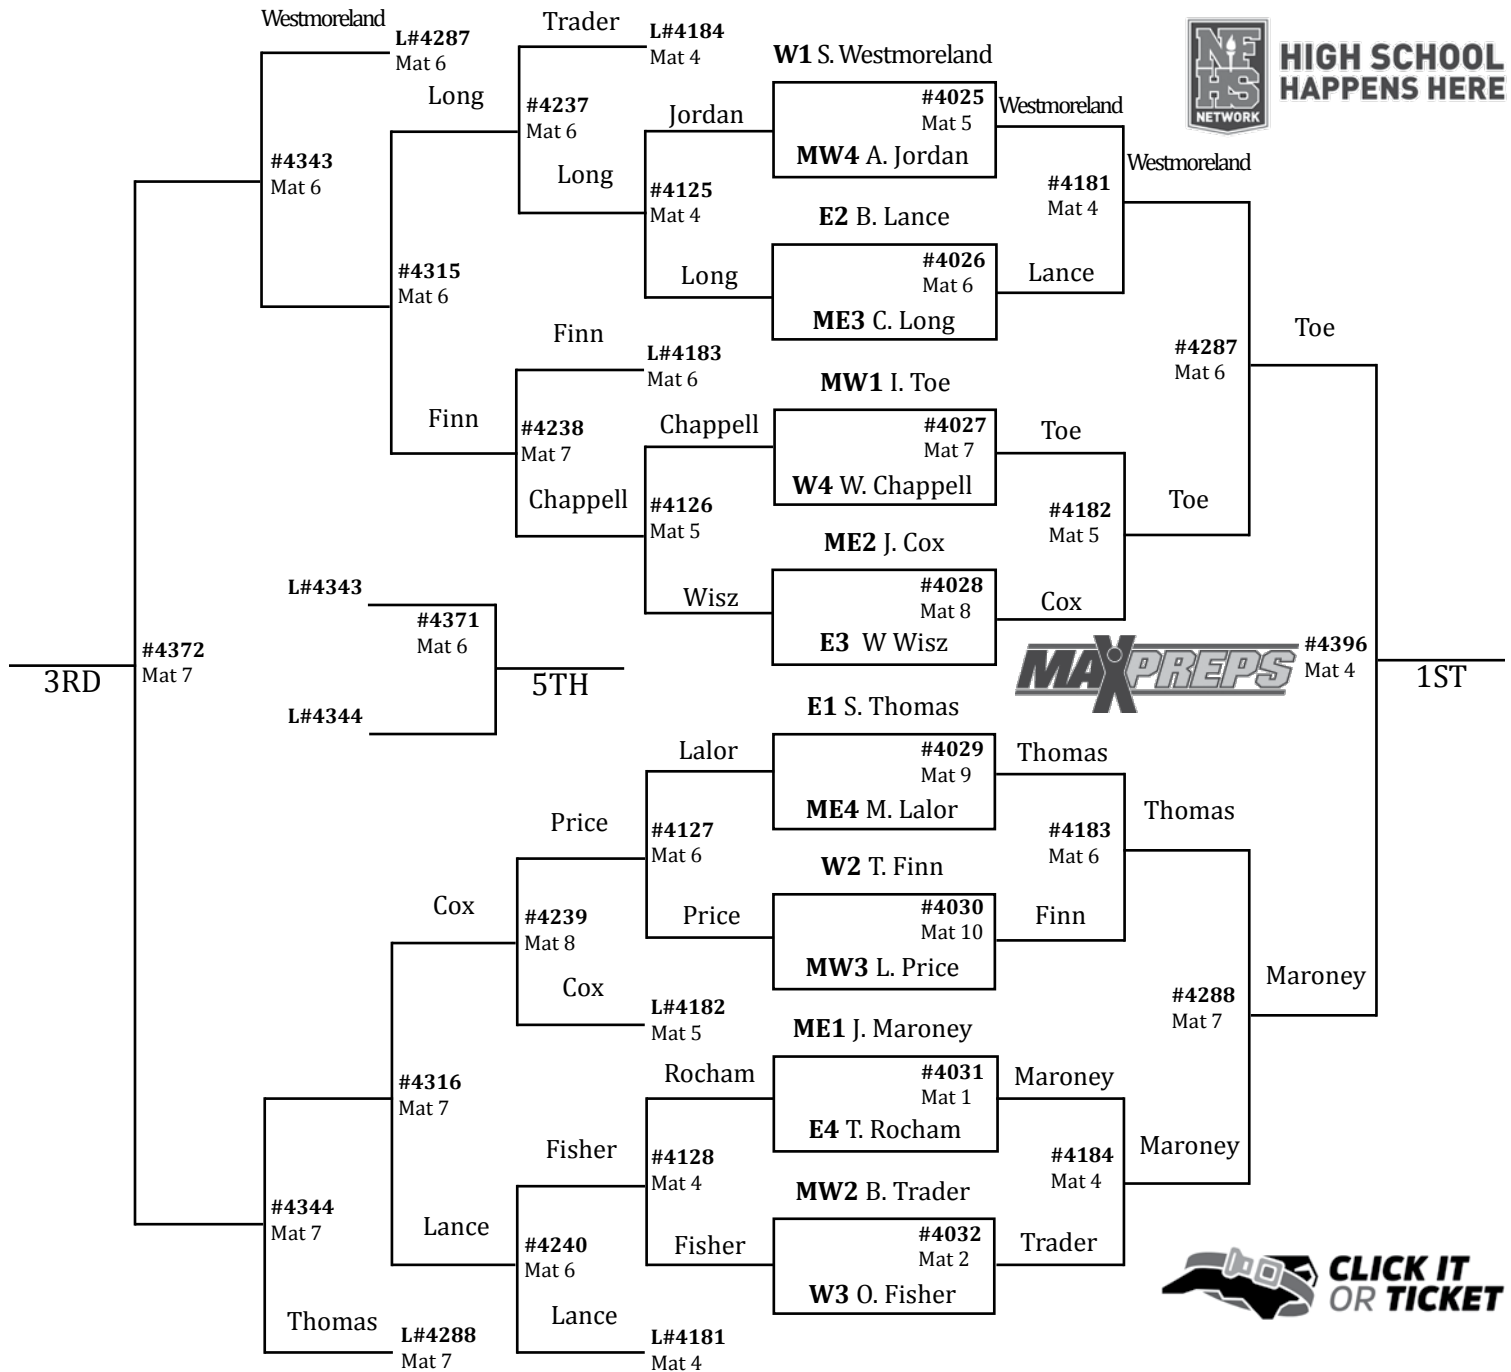 Westmoreland
L#4287
Mat 6
Trader
L#4184
Mat 4
W1 S. Westmoreland
NF
HS
NETWORK
HIGH SCHOOL
HAPPENS HERE
Long
#4237
Mat 6
Jordan
#4025
Mat 5
Westmoreland
MW4 A. Jordan
Westmoreland
#4343
Mat 6
Long
#4125
Mat 4
#4181
Mat 4
E2 B. Lance
#4315
Mat 6
Long
#4026
Mat 6
Lance
ME3 C. Long
Finn
L#4183
Mat 6
Toe
#4287
Mat 6
MW1 I. Toe
Finn
#4238
Mat 7
Chappell
#4027
Mat 7
Toe
W4 W. Chappell
Chappell
#4126
Mat 5
#4182
Mat 5
Toe
ME2 J. Cox
L#4343
Wisz
#4028
Mat 8
Cox
#4371
Mat 6
E3 W Wisz
#4372
Mat 7
3RD
5TH
MAXPREPS
#4396
Mat 4
1ST
L#4344
E1 S. Thomas
Lalor
#4029
Mat 9
Thomas
ME4 M. Lalor
Price
#4127
Mat 6
#4183
Mat 6
Thomas
W2 T. Finn
Cox
#4239
Mat 8
Price
#4030
Mat 10
Finn
MW3 L. Price
Cox
L#4182
Mat 5
#4288
Mat 7
Maroney
ME1 J. Maroney
#4316
Mat 7
Rocham
#4031
Mat 1
Maroney
E4 T. Rocham
Fisher
#4128
Mat 4
#4184
Mat 4
Maroney
MW2 B. Trader
#4344
Mat 7
Lance
#4240
Mat 6
Fisher
#4032
Mat 2
Trader
W3 O. Fisher
CLICK IT
OR TICKET
Thomas
L#4288
Mat 7
Lance
L#4181
Mat 4